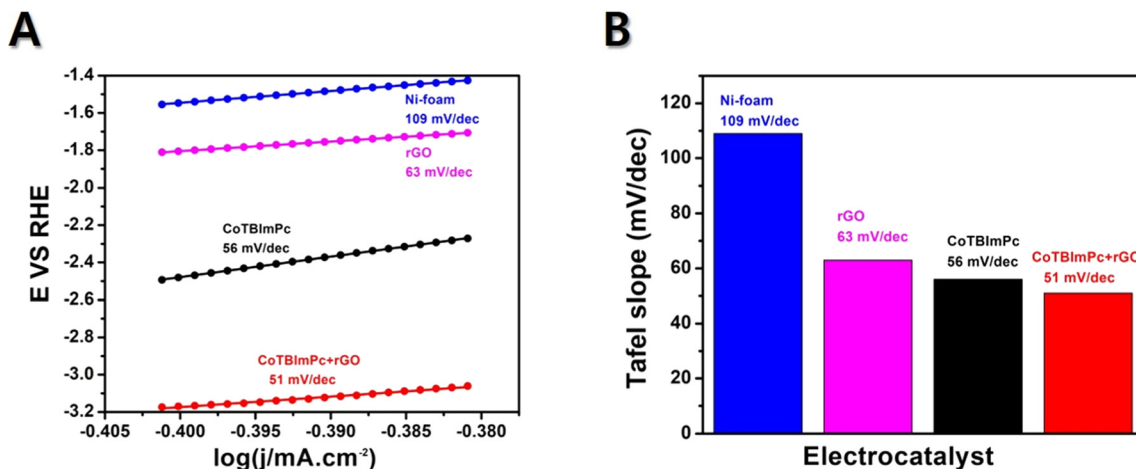 A
E VS RHE
-1.4
-1.6
-1.8
-2.0
-2.2
-2.4
-2.6
-3.0
-3.2
Ni-foam
109 mV/dec
rGO
63 mV/dec
CoTBImPc
56 mV/dec
CoTBImPc+rGO
51 mV/dec
-0.405
-0.400
-0.395
-0.390
-0.385
-0.380
log(j/mA.cm⁻²)
B
Tafel slope (mV/dec)
120
100
80
60
40
20
0
Ni-foam
109 mV/dec
rGO
63 mV/dec
CoTBImPc
56 mV/dec
CoTBImPc+rGO
51 mV/dec
Electrocatalyst